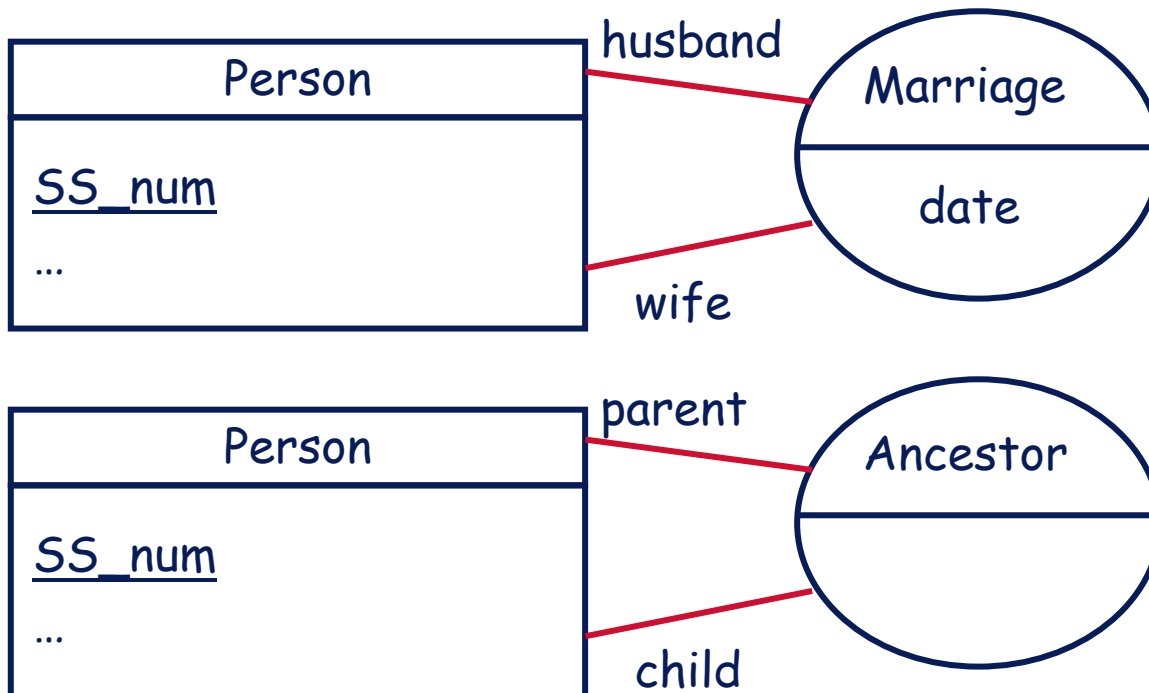 husband
Person
Marriage
SS_num
date
…
wife
parent
Person
Ancestor
SS_num
…
child